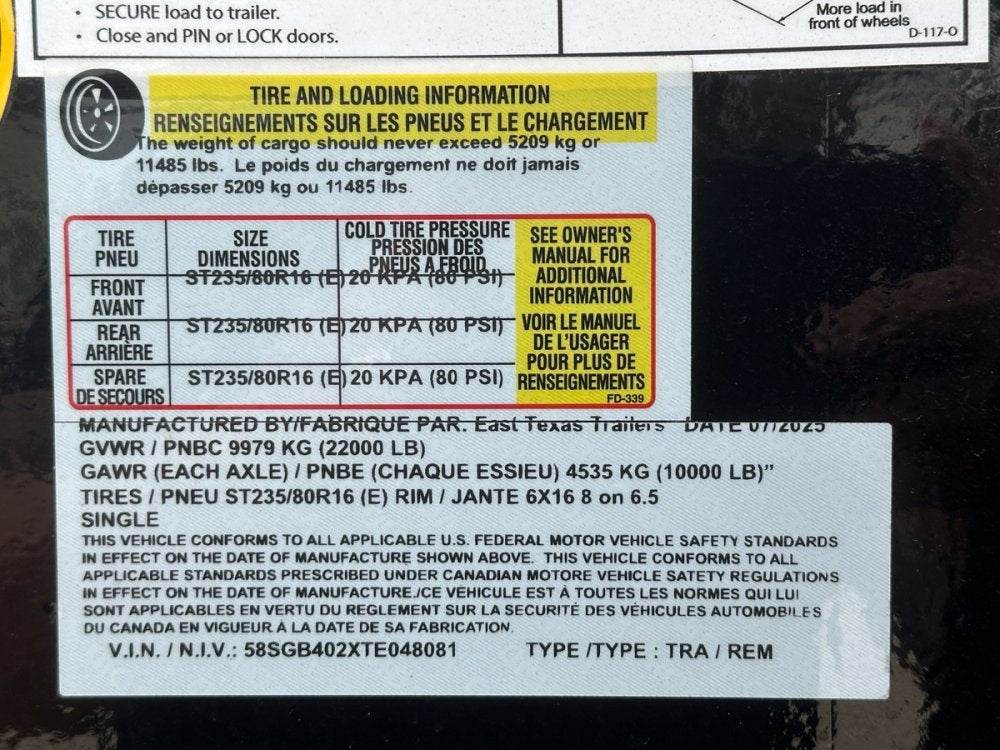 • SECURE load to trailer.
• Close and PIN or LOCK doors.
More load in
front of wheels
D-117-O
TIRE AND LOADING INFORMATION
RENSEIGNEMENTS SUR LES PNEUS ET LE CHARGEMENT
The weight of cargo should never exceed 5209 kg or
11485 lbs. Le poids du chargement ne doit jamais
dépasser 5209 kg ou 11485 lbs.
TIRE
PNEU
SIZE
DIMENSIONS
COLD TIRE PRESSURE
PRESSION DES
PNEUS A FROID
SEE OWNER'S
MANUAL FOR
ADDITIONAL
INFORMATION
VOIR LE MANUEL
DE L'USAGER
POUR PLUS DE
RENSEIGNEMENTS
FD-339
FRONT
AVANT
ST235/80R16 (E) 20 KPA (80 PSI)
REAR
ARRIÈRE
ST235/80R16 (E) 20 KPA (80 PSI)
SPARE
DE SECOURS
ST235/80R16 (E) 20 KPA (80 PSI)
MANUFACTURED BY/FABRIQUE PAR. East Texas Trailers DATE 07/2025
GVWR / PNBC 9979 KG (22000 LB)
GAWR (EACH AXLE) / PNBE (CHAQUE ESSIEU) 4535 KG (10000 LB)”
TIRES / PNEU ST235/80R16 (E) RIM / JANTE 6X16 8 on 6.5
SINGLE
THIS VEHICLE CONFORMS TO ALL APPLICABLE U.S. FEDERAL MOTOR VEHICLE SAFETY STANDARDS
IN EFFECT ON THE DATE OF MANUFACTURE SHOWN ABOVE. THIS VEHICLE CONFORMS TO ALL
APPLICABLE STANDARDS PRESCRIBED UNDER CANADIAN MOTORE VEHICLE SATETY REGULATIONS
IN EFFECT ON THE DATE OF MANUFACTURE./CE VÉHICULE EST À TOUTES LES NORMES QUI LUI
SONT APPLICABLES EN VERTU DU REGLEMENT SUR LA SECURITÉ DES VÉHICULES AUTOMOBILES
DU CANADA EN VIGUEUR À LA DATE DE SA FABRICATION.
V.I.N. / N.I.V.: 58SGB402XTE048081 TYPE /TYPE : TRA / REM